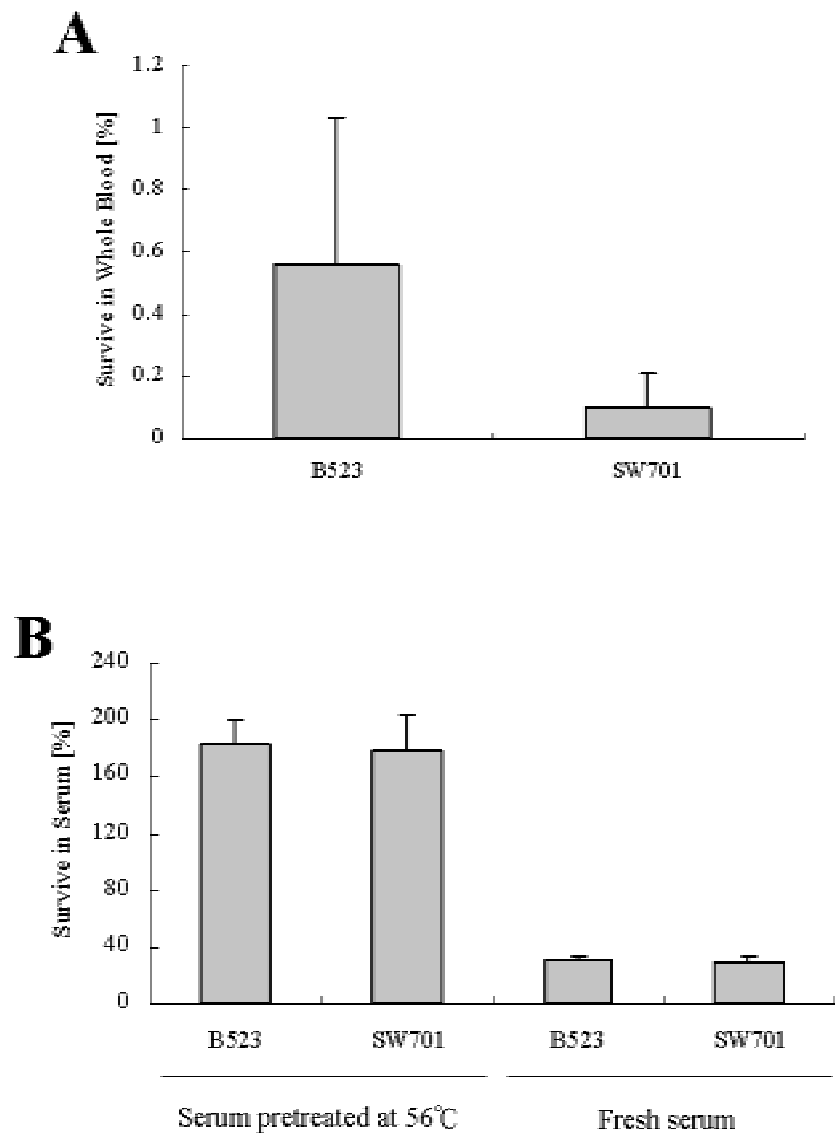 A
Survive in Whole Blood [%]
1.2
1
0.8
0.6
0.4
0.2
0
B523 SW701
B
Survive in Serum [%]
240
200
160
120
80
40
0
B523 SW701 B523 SW701
Serum pretreated at 56℃ Fresh serum